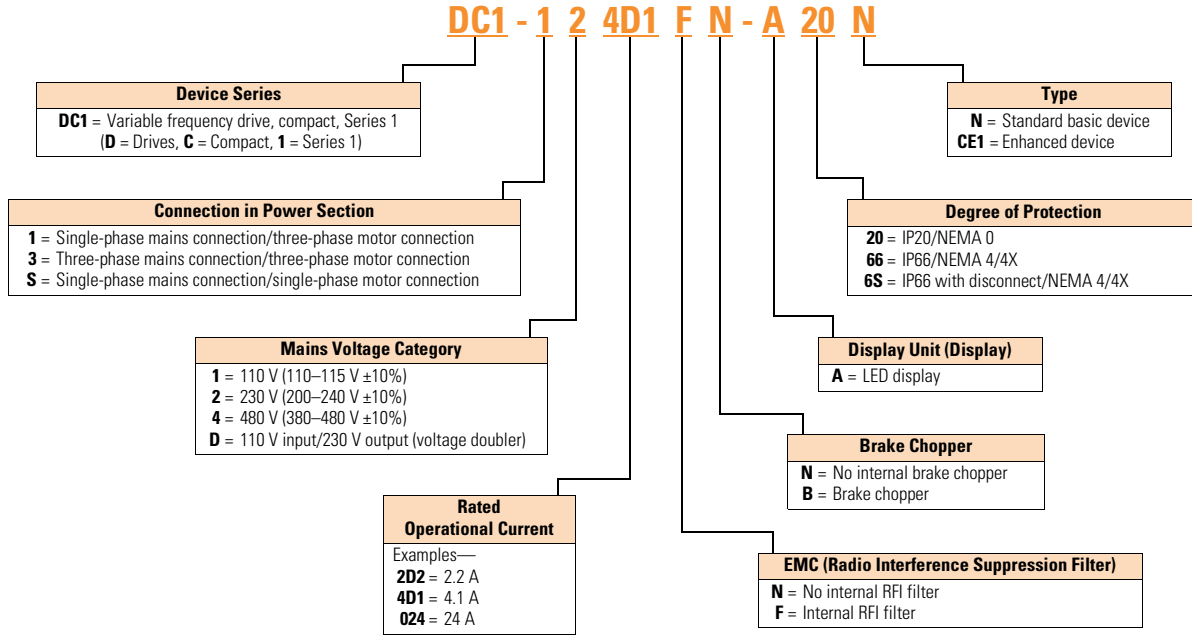 DC1 - 1 2 4D1 F N - A 20 N
Device Series
DC1 = Variable frequency drive, compact, Series 1
(D = Drives, C = Compact, 1 = Series 1)
Type
N = Standard basic device
CE1 = Enhanced device
Connection in Power Section
1 = Single-phase mains connection/three-phase motor connection
3 = Three-phase mains connection/three-phase motor connection
S = Single-phase mains connection/single-phase motor connection
Degree of Protection
20 = IP20/NEMA 0
66 = IP66/NEMA 4/4X
6S = IP66 with disconnect/NEMA 4/4X
Mains Voltage Category
1 = 110 V (110–115 V ±10%)
2 = 230 V (200–240 V ±10%)
4 = 480 V (380–480 V ±10%)
D = 110 V input/230 V output (voltage doubler)
Display Unit (Display)
A = LED display
Brake Chopper
N = No internal brake chopper
B = Brake chopper
Rated
Operational Current
Examples—
2D2 = 2.2 A
4D1 = 4.1 A
024 = 24 A
EMC (Radio Interference Suppression Filter)
N = No internal RFI filter
F = Internal RFI filter